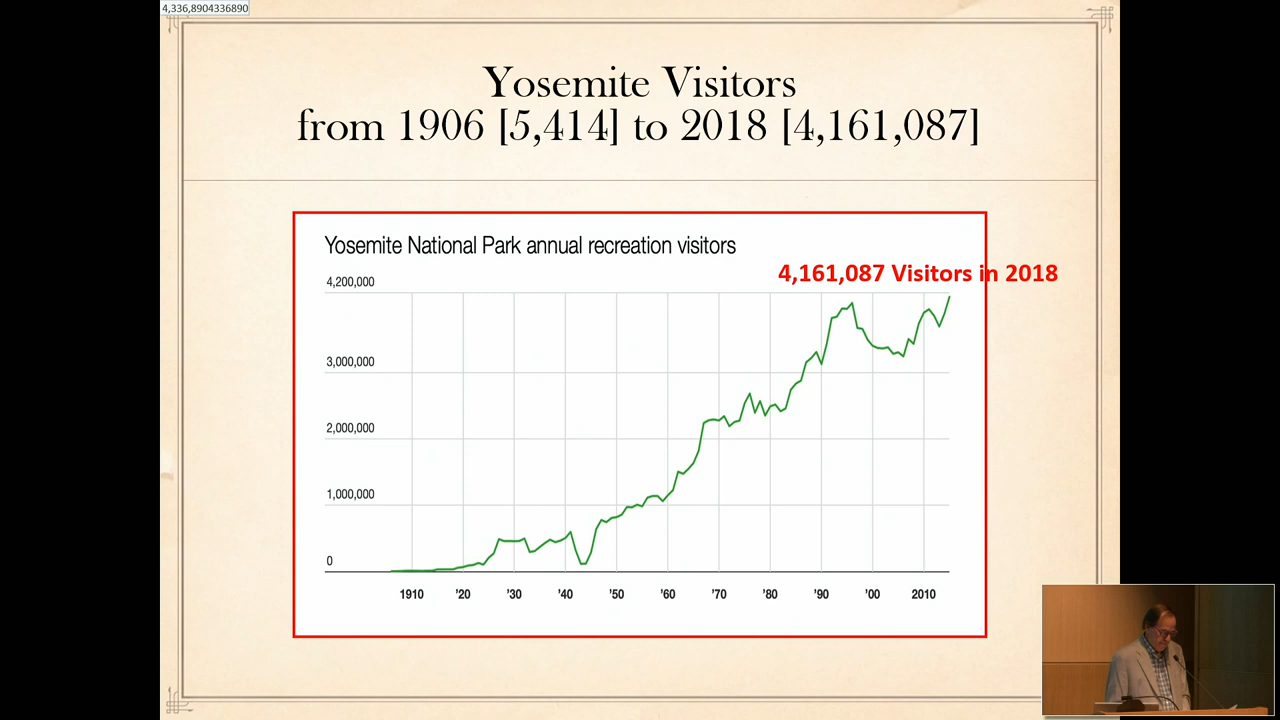 4,336,8904336890
Yosemite Visitors
from 1906 [5,414] to 2018 [4,161,087]
Yosemite National Park annual recreation visitors
4,161,087 Visitors in 2018
4,200,000
3,000,000
2,000,000
1,000,000
0
1910 '20 '30 '40 '50 '60 '70 '80 '90 '00 2010